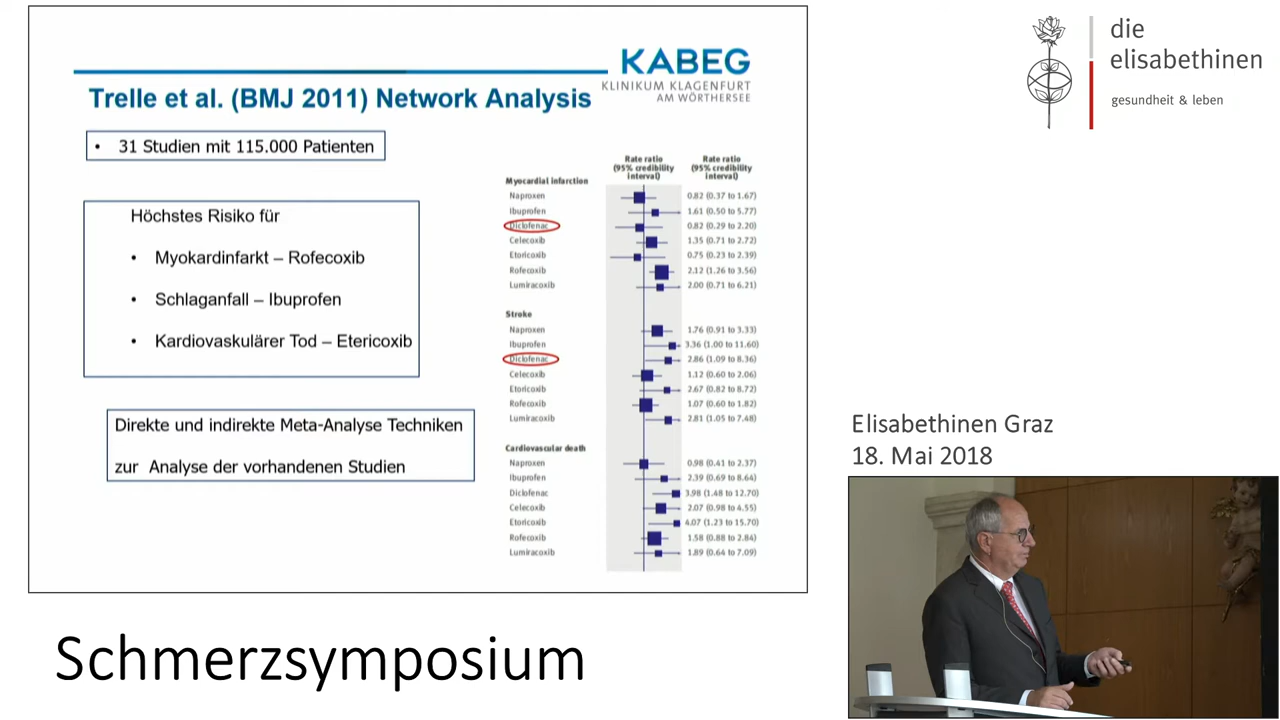 KABEG
KLINIKUM KLAGENFURT
AM WÖRTHERSEE
Trelle et al. (BMJ 2011) Network Analysis
• 31 Studien mit 115.000 Patienten
Höchstes Risiko für
• Myokardinfarkt – Rofecoxib
• Schlaganfall – Ibuprofen
• Kardiovaskulärer Tod – Etericoxib
Direkte und indirekte Meta-Analyse Techniken
zur Analyse der vorhandenen Studien
Rate ratio Rate ratio
(95% credibility (95% credibility
interval) interval)
Myocardial infarction
Naproxen 0.82 (0.37 to 1.67)
Ibuprofen 1.61 (0.50 to 5.77)
Diclofenac 0.82 (0.29 to 2.20)
Celecoxib 1.35 (0.71 to 2.72)
Etoricoxib 0.75 (0.23 to 2.39)
Rofecoxib 2.12 (1.26 to 3.56)
Lumiracoxib 2.00 (0.71 to 6.21)
Stroke
Naproxen 1.76 (0.91 to 3.33)
Ibuprofen 3.36 (1.00 to 11.60)
Diclofenac 2.86 (1.09 to 8.36)
Celecoxib 1.12 (0.60 to 2.06)
Etoricoxib 2.67 (0.82 to 8.72)
Rofecoxib 1.07 (0.60 to 1.82)
Lumiracoxib 2.81 (1.05 to 7.48)
Cardiovascular death
Naproxen 0.98 (0.41 to 2.37)
Ibuprofen 2.39 (0.69 to 8.64)
Diclofenac 3.98 (1.48 to 12.70)
Celecoxib 2.07 (0.98 to 4.55)
Etoricoxib 4.07 (1.23 to 15.70)
Rofecoxib 1.58 (0.88 to 2.84)
Lumiracoxib 1.89 (0.64 to 7.09)
die
elisabethinen
gesundheit & leben
Elisabethinen Graz
18. Mai 2018
Schmerzsymposium